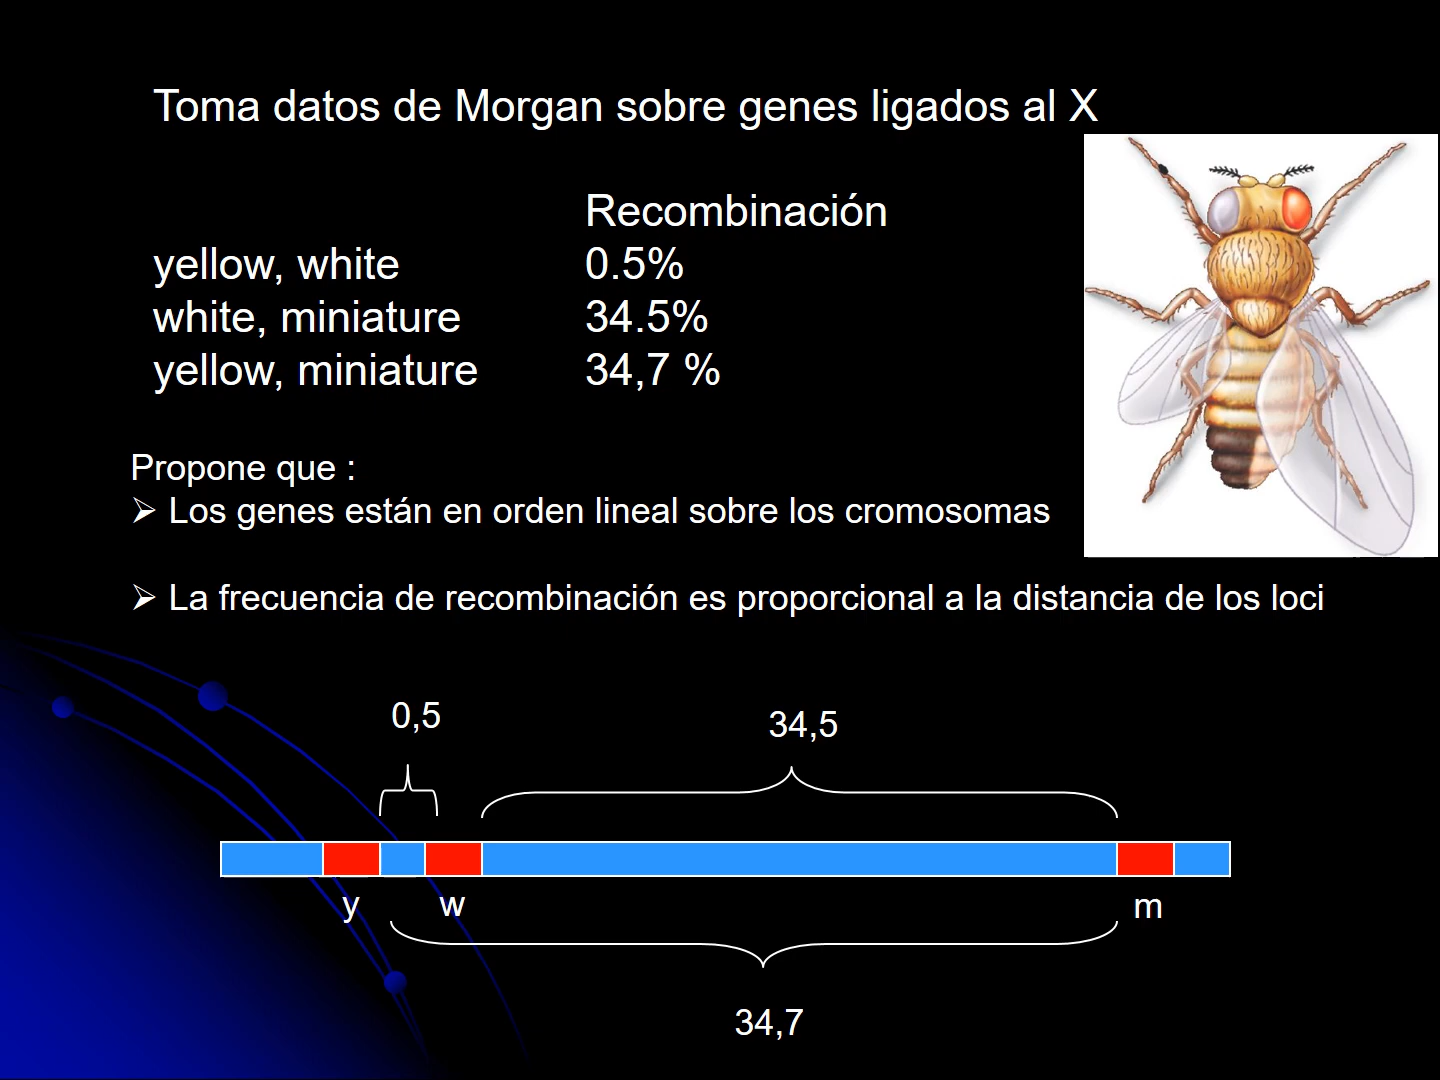 Toma datos de Morgan sobre genes ligados al X
Recombinación
yellow, white 0.5%
white, miniature 34.5%
yellow, miniature 34,7 %
Propone que :
➢ Los genes están en orden lineal sobre los cromosomas
➢ La frecuencia de recombinación es proporcional a la distancia de los loci
0,5 34,5
y w m
34,7